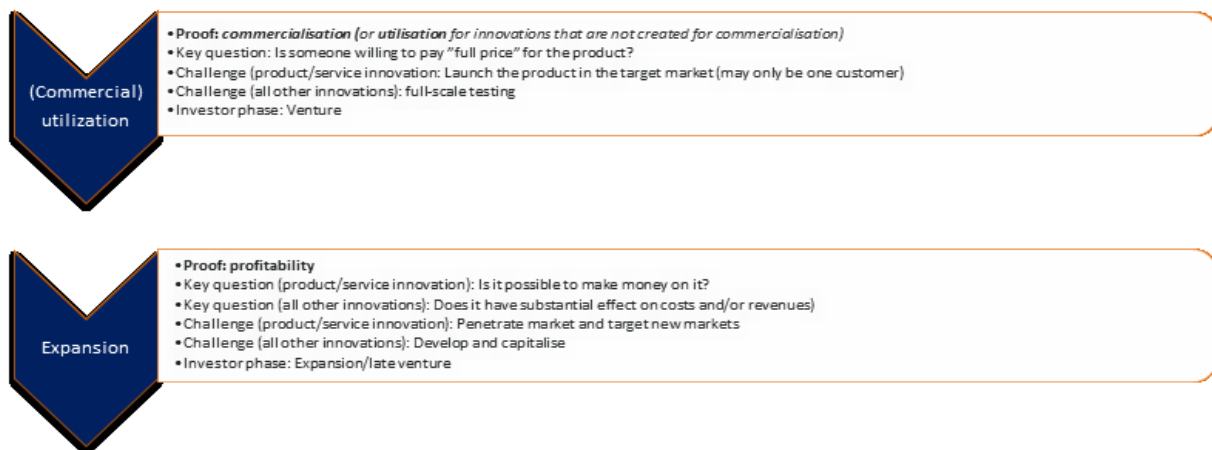 (Commercial)
utilization
• Proof: commercialisation (or utilisation for innovations that are not created for commercialisation)
• Key question: Is someone willing to pay ”full price” for the product?
• Challenge (product/service innovation: Launch the product in the target market (may only be one customer)
• Challenge (all other innovations): full-scale testing
• Investor phase: Venture
Expansion
• Proof: profitability
• Key question (product/service innovation): Is it possible to make money on it?
• Key question (all other innovations): Does it have substantial effect on costs and/or revenues)
• Challenge (product/service innovation): Penetrate market and target new markets
• Challenge (all other innovations): Develop and capitalise
• Investor phase: Expansion/late venture